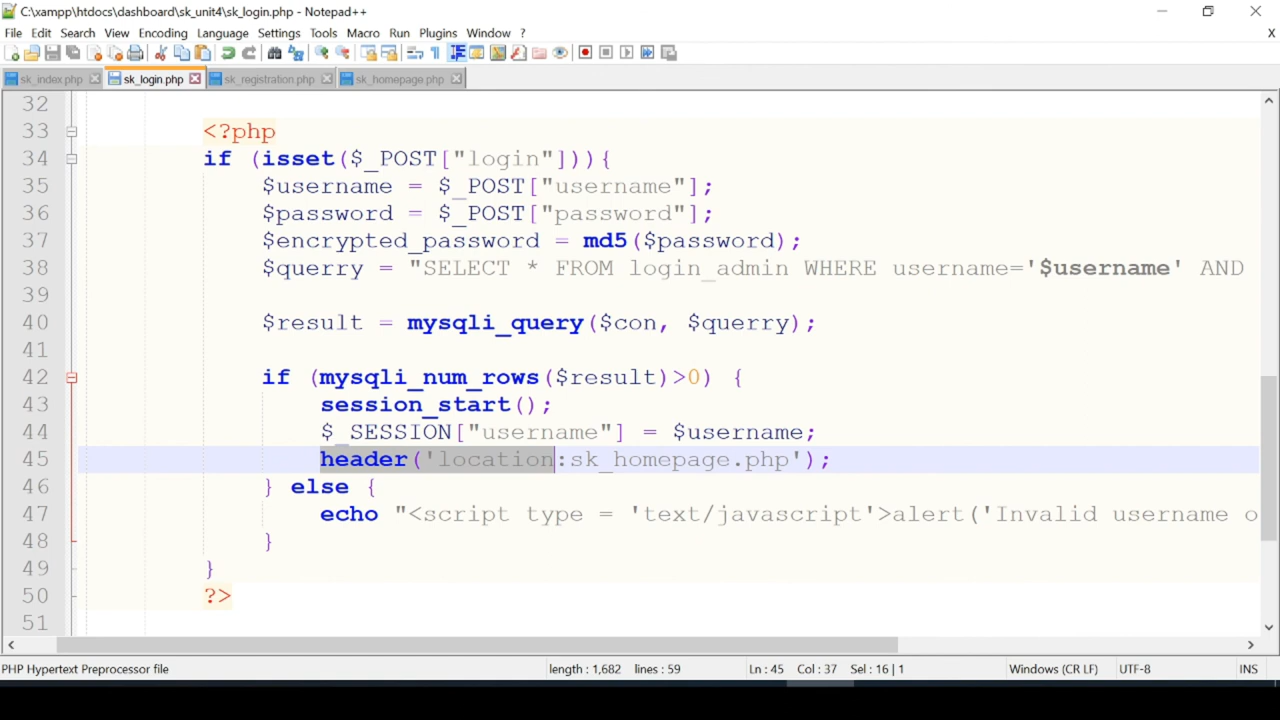 C:\xampp\htdocs\dashboard\sk_unit4\sk_login.php - Notepad++
File Edit Search View Encoding Language Settings Tools Macro Run Plugins Window ? X
sk_index.php sk_login.php sk_registration.php sk_homepage.php
32
33 <?php
34 if (isset($_POST["login"])){
35 $username = $_POST["username"];
36 $password = $_POST["password"];
37 $encrypted_password = md5($password);
38 $querry = "SELECT * FROM login_admin WHERE username='$username' AND
39
40 $result = mysqli_query($con, $querry);
41
42 if (mysqli_num_rows($result)>0) {
43 session_start();
44 $_SESSION["username"] = $username;
45 header('location:sk_homepage.php');
46 } else {
47 echo "<script type = 'text/javascript'>alert('Invalid username o
48 }
49 }
50 ?>
51
PHP Hypertext Preprocessor file length : 1,682 lines : 59 Ln : 45 Col : 37 Sel : 16 | 1 Windows (CR LF) UTF-8 INS